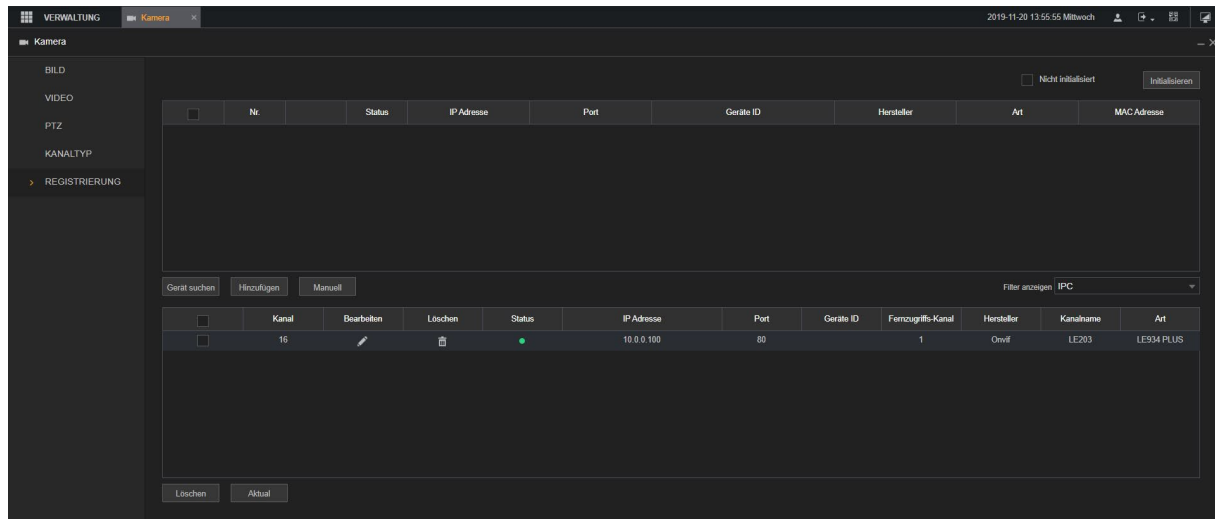 VERWALTUNG Kamera × 2019-11-20 13:55:55 Mittwoch
Kamera
BILD
VIDEO
PTZ
KANALTYP
REGISTRIERUNG
Nicht initialisiert Initialisieren
Nr. Status IP Adresse Port Geräte ID Hersteller Art MAC Adresse
Gerät suchen Hinzufügen Manuell Filter anzeigen IPC
Kanal Bearbeiten Löschen Status IP Adresse Port Geräte ID Fernzugriffs-Kanal Hersteller Kanalname Art
16 10.0.0.100 80 1 Onvif LE203 LE934 PLUS
Löschen Aktual